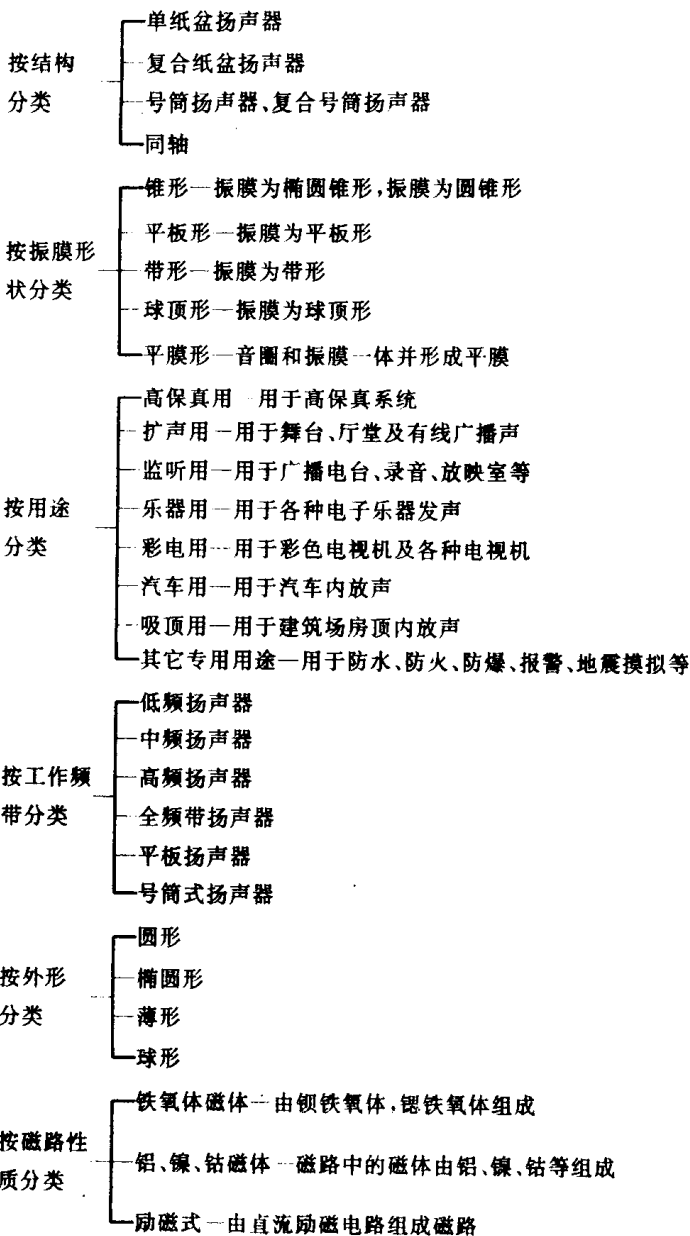 按结构
分类
单纸盆扬声器
复合纸盆扬声器
号筒扬声器、复合号筒扬声器
同轴
按振膜形
状分类
锥形—振膜为椭圆锥形,振膜为圆锥形
平板形—振膜为平板形
带形—振膜为带形
球顶形—振膜为球顶形
平膜形—音圈和振膜一体并形成平膜
按用途
分类
高保真用—用于高保真系统
扩声用—用于舞台、厅堂及有线广播声
监听用—用于广播电台、录音、放映室等
乐器用—用于各种电子乐器发声
彩电用—用于彩色电视机及各种电视机
汽车用—用于汽车内放声
吸顶用—用于建筑场房顶内放声
其它专用用途—用于防水、防火、防爆、报警、地震摸拟等
按工作频
带分类
低频扬声器
中频扬声器
高频扬声器
全频带扬声器
平板扬声器
号筒式扬声器
按外形
分类
圆形
椭圆形
薄形
球形
按磁路性
质分类
铁氧体磁体—由钡铁氧体,锶铁氧体组成
铝、镍、钴磁体—磁路中的磁体由铝、镍、钴等组成
励磁式—由直流励磁电路组成磁路